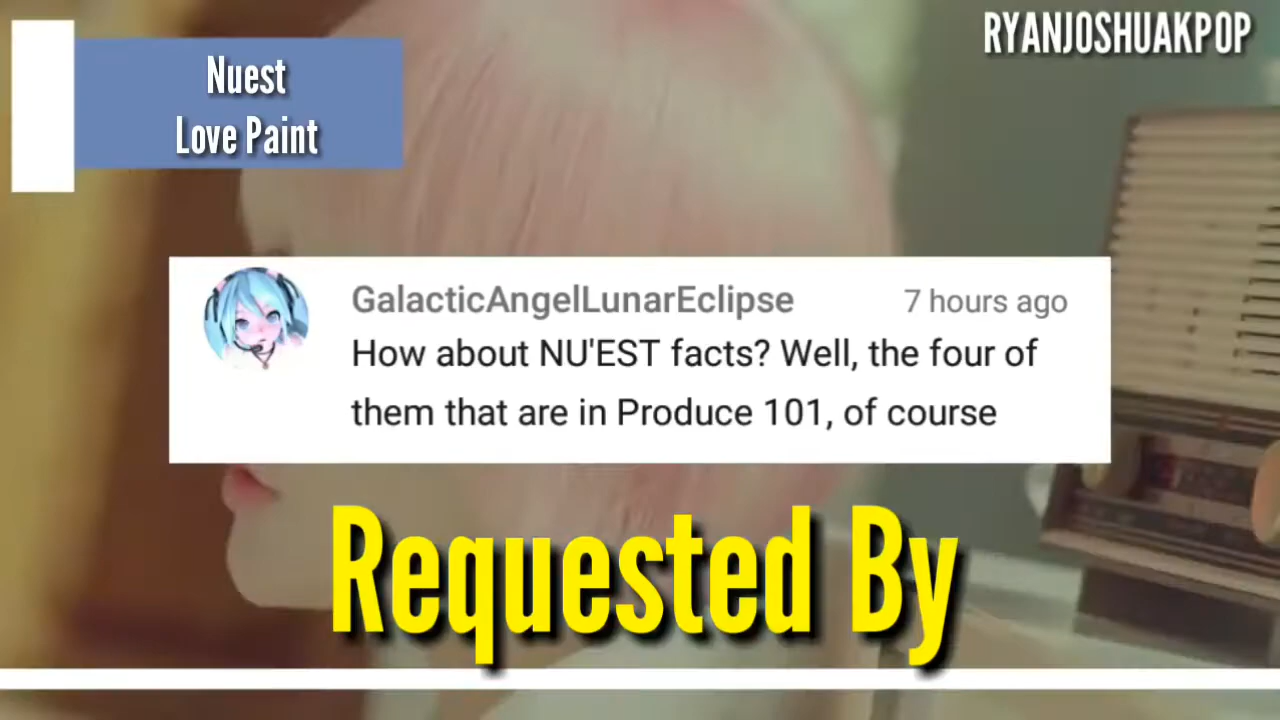 RYANJOSHUAKPOP
Nuest
Love Paint
GalacticAngelLunarEclipse 7 hours ago
How about NU'EST facts? Well, the four of
them that are in Produce 101, of course
Requested By